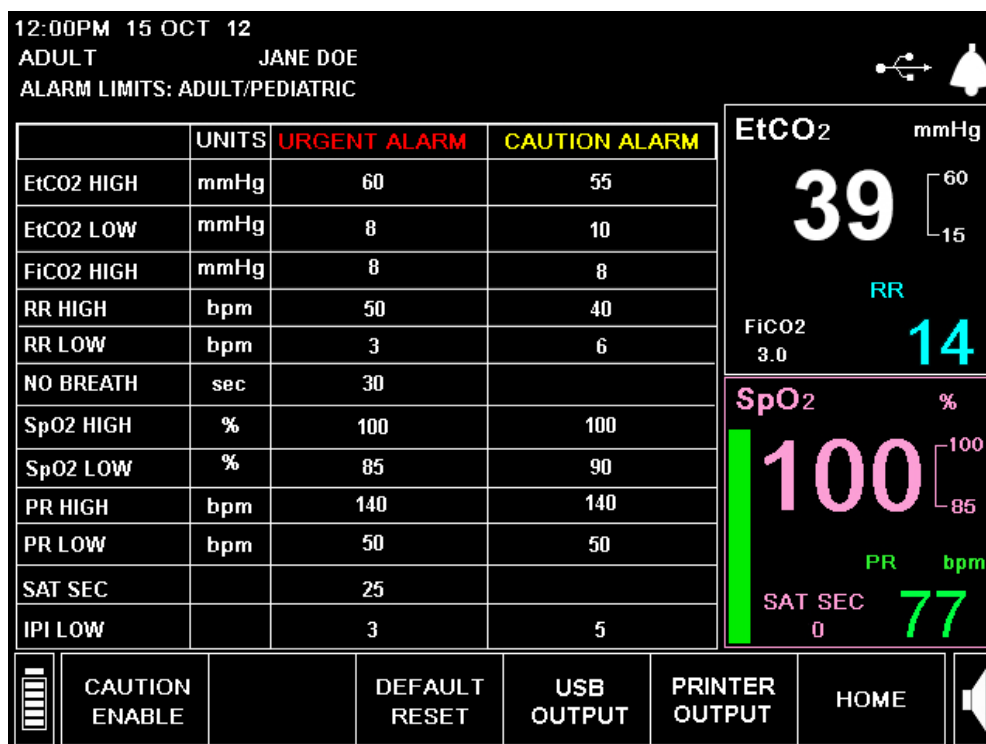 12:00PM 15 OCT 12
ADULT JANE DOE
ALARM LIMITS: ADULT/PEDIATRIC
UNITS URGENT ALARM CAUTION ALARM
EtCO2 HIGH mmHg 60 55
EtCO2 LOW mmHg 8 10
FiCO2 HIGH mmHg 8 8
RR HIGH bpm 50 40
RR LOW bpm 3 6
NO BREATH sec 30
SpO2 HIGH % 100 100
SpO2 LOW % 85 90
PR HIGH bpm 140 140
PR LOW bpm 50 50
SAT SEC 25
IPI LOW 3 5
EtCO2 mmHg
39 60
15
RR
FiCO2
3.0 14
SpO2 %
100 100
85
PR bpm
SAT SEC 77
0
CAUTION ENABLE
DEFAULT RESET
USB OUTPUT
PRINTER OUTPUT
HOME